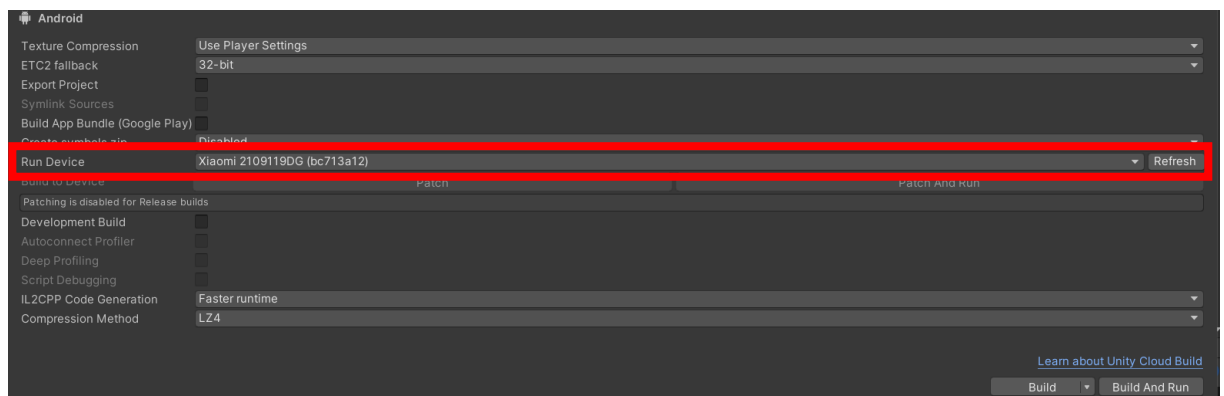 Android
Texture Compression Use Player Settings
ETC2 fallback 32-bit
Export Project
Symlink Sources
Build App Bundle (Google Play)
Create symbols.zip Disabled
Run Device Xiaomi 2109119DG (bc713a12) Refresh
Build to Device Patch Patch And Run
Patching is disabled for Release builds
Development Build
Autoconnect Profiler
Deep Profiling
Script Debugging
IL2CPP Code Generation Faster runtime
Compression Method LZ4
Learn about Unity Cloud Build
Build Build And Run